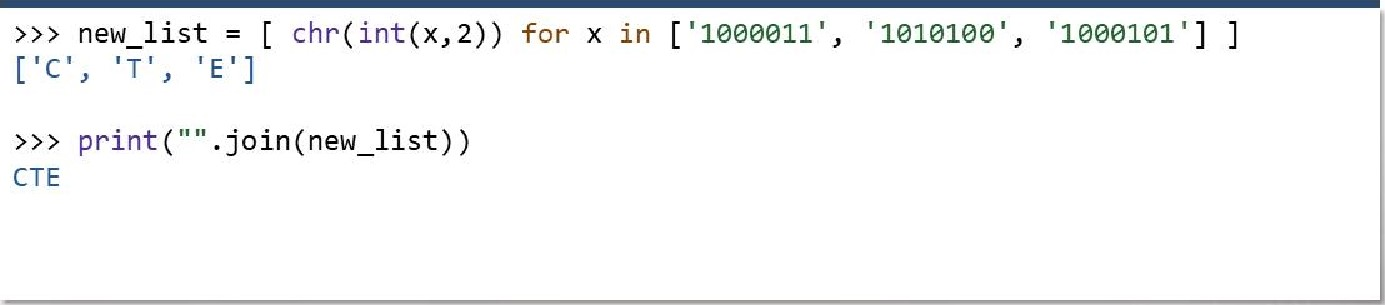 >>> new_list = [ chr(int(x,2)) for x in ['1000011', '1010100', '1000101'] ]
['C', 'T', 'E']
>>> print("".join(new_list))
CTE